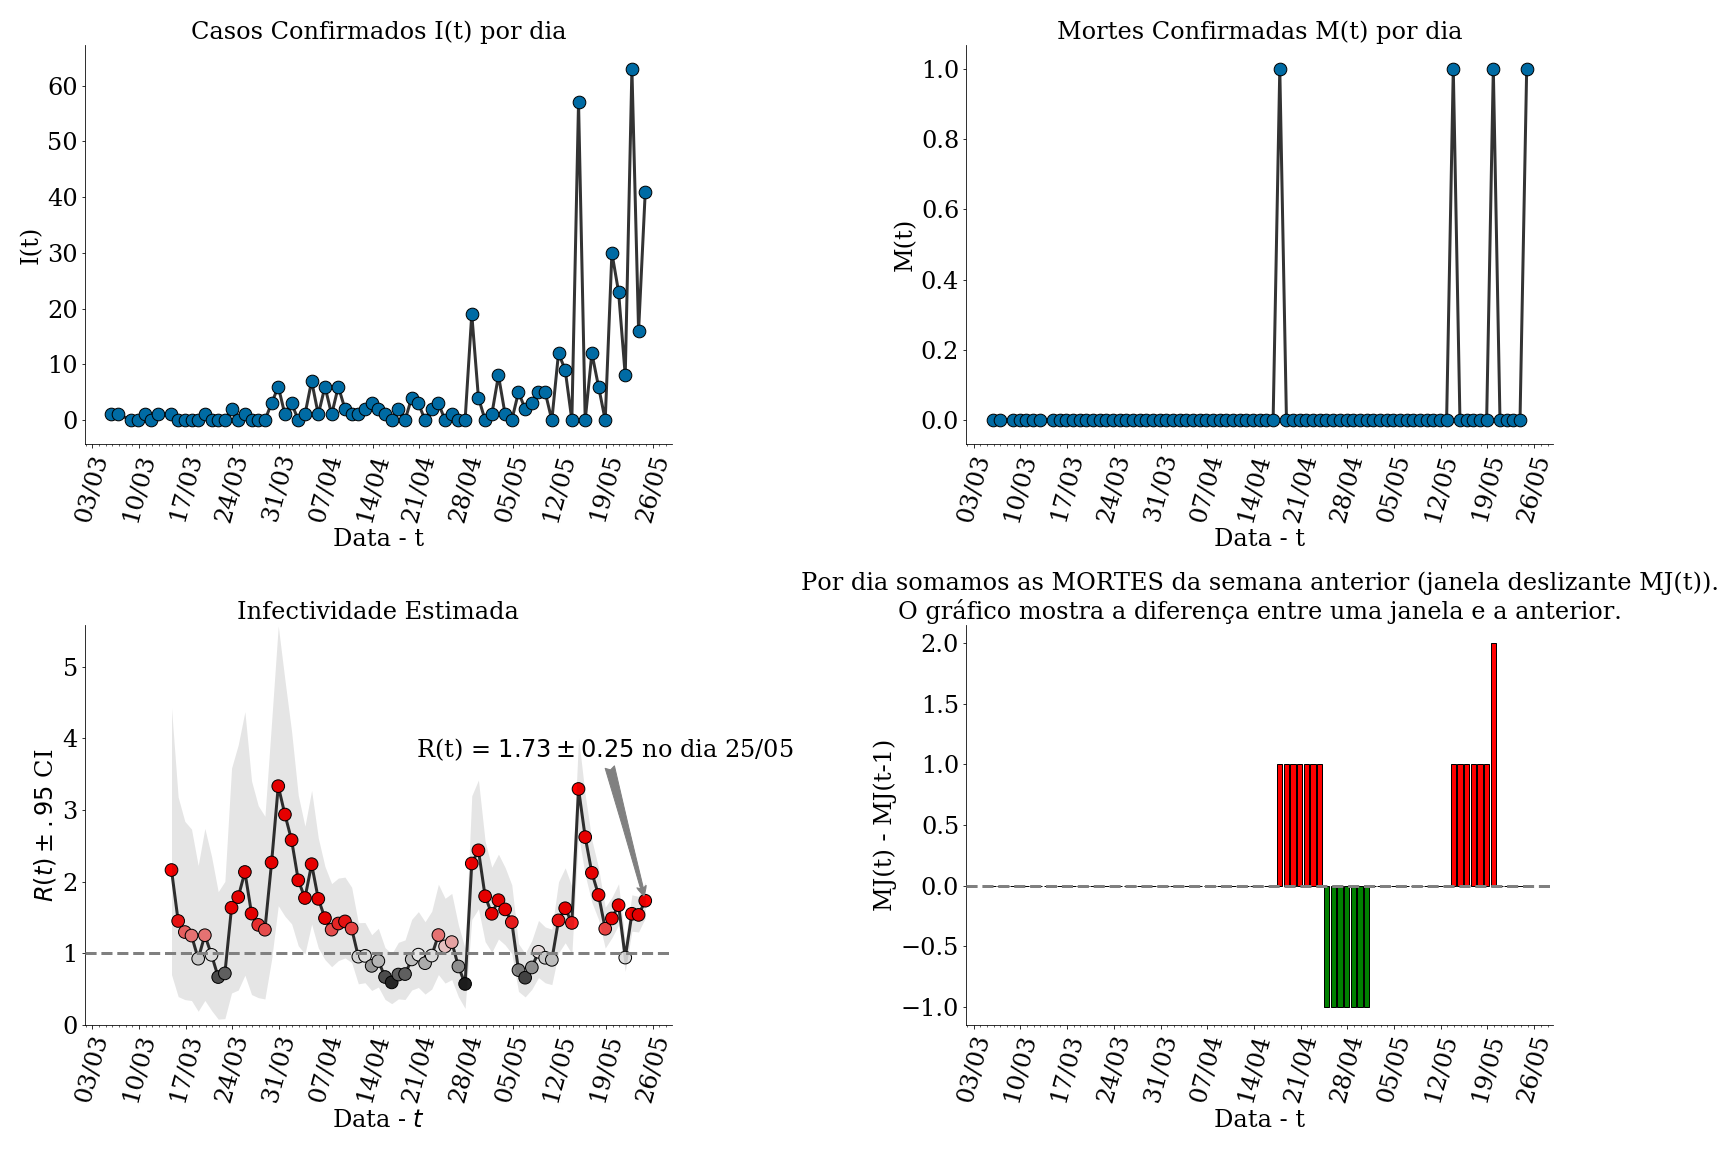 Casos Confirmados I(t) por dia
60
50
40
30
20
10
0
I(t)
03/03 10/03 17/03 24/03 31/03 07/04 14/04 21/04 28/04 05/05 12/05 19/05 26/05
Data - t
Mortes Confirmadas M(t) por dia
1.0
0.8
0.6
0.4
0.2
0.0
M(t)
03/03 10/03 17/03 24/03 31/03 07/04 14/04 21/04 28/04 05/05 12/05 19/05 26/05
Data - t
Infectividade Estimada
5
4
3
2
1
0
R(t) ± .95 CI
R(t) = 1.73 ± 0.25 no dia 25/05
03/03 10/03 17/03 24/03 31/03 07/04 14/04 21/04 28/04 05/05 12/05 19/05 26/05
Data - t
Por dia somamos as MORTES da semana anterior (janela deslizante MJ(t)).
O gráfico mostra a diferença entre uma janela e a anterior.
2.0
1.5
1.0
0.5
0.0
−0.5
−1.0
MJ(t) - MJ(t-1)
03/03 10/03 17/03 24/03 31/03 07/04 14/04 21/04 28/04 05/05 12/05 19/05 26/05
Data - t